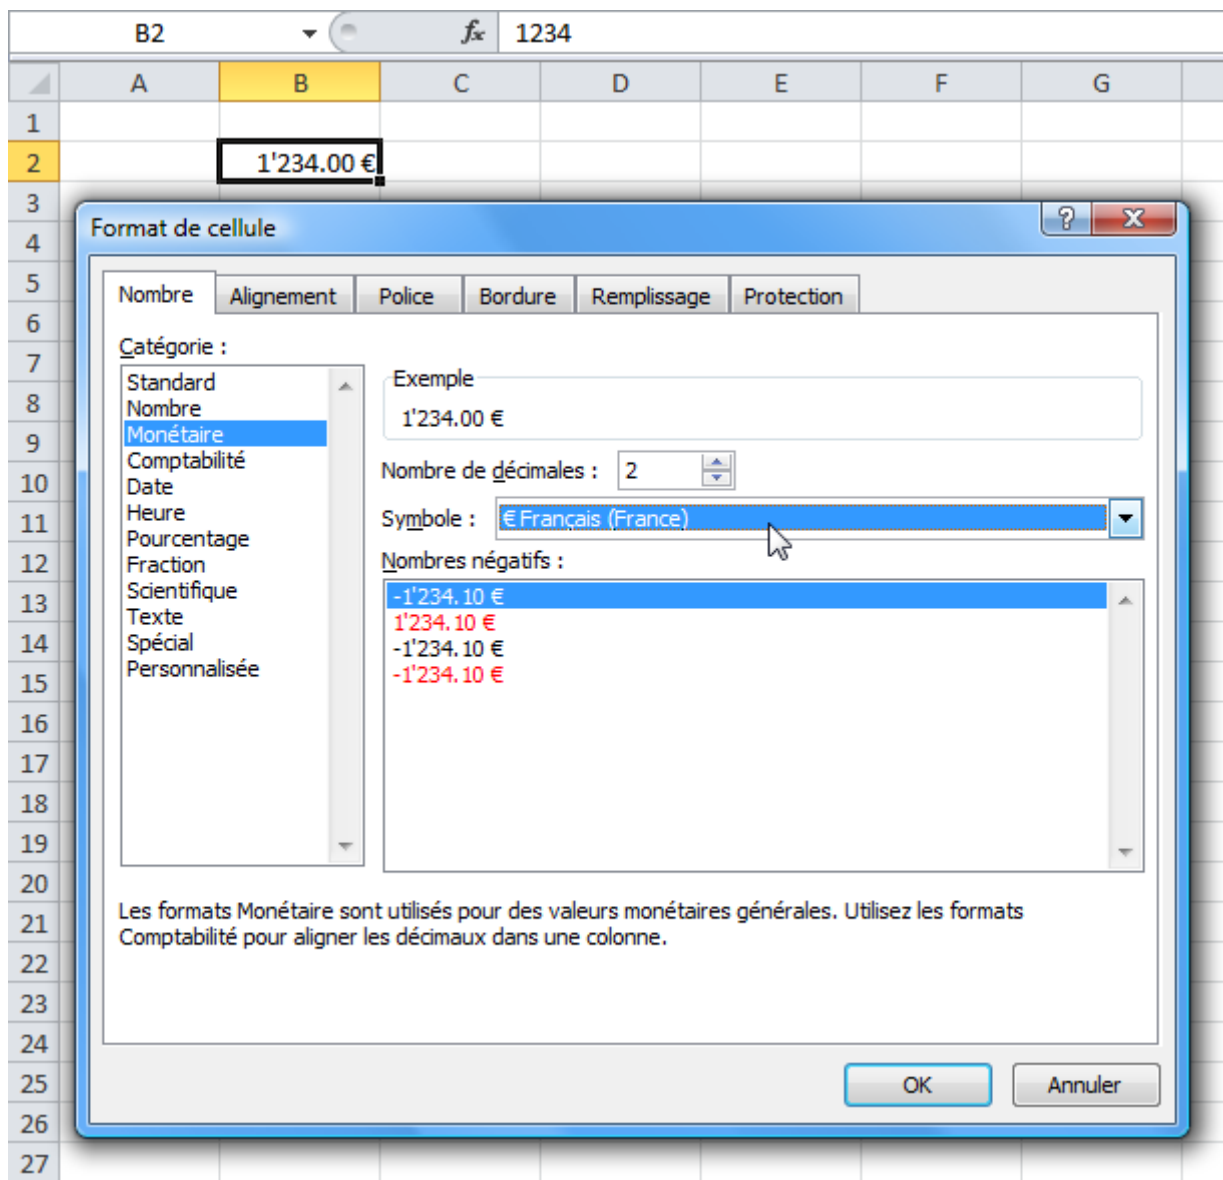 B2 fx 1234
A B C D E F G
1
2 1'234.00 €
3
Format de cellule
4
5
Nombre Alignement Police Bordure Remplissage Protection
6
Catégorie :
7
Standard Exemple
8
Nombre 1'234.00 €
Monétaire
9
Comptabilité Nombre de décimales : 2
10
Date
Heure Symbole : € Français (France)
11
Pourcentage
12
Fraction Nombres négatifs :
Scientifique -1'234.10 €
13
Texte 1'234.10 €
14
Spécial -1'234.10 €
Personnalisée -1'234.10 €
15
16
17
18
19
20
21
Les formats Monétaire sont utilisés pour des valeurs monétaires générales. Utilisez les formats
Comptabilité pour aligner les décimaux dans une colonne.
22
23
24
25
OK Annuler
26
27